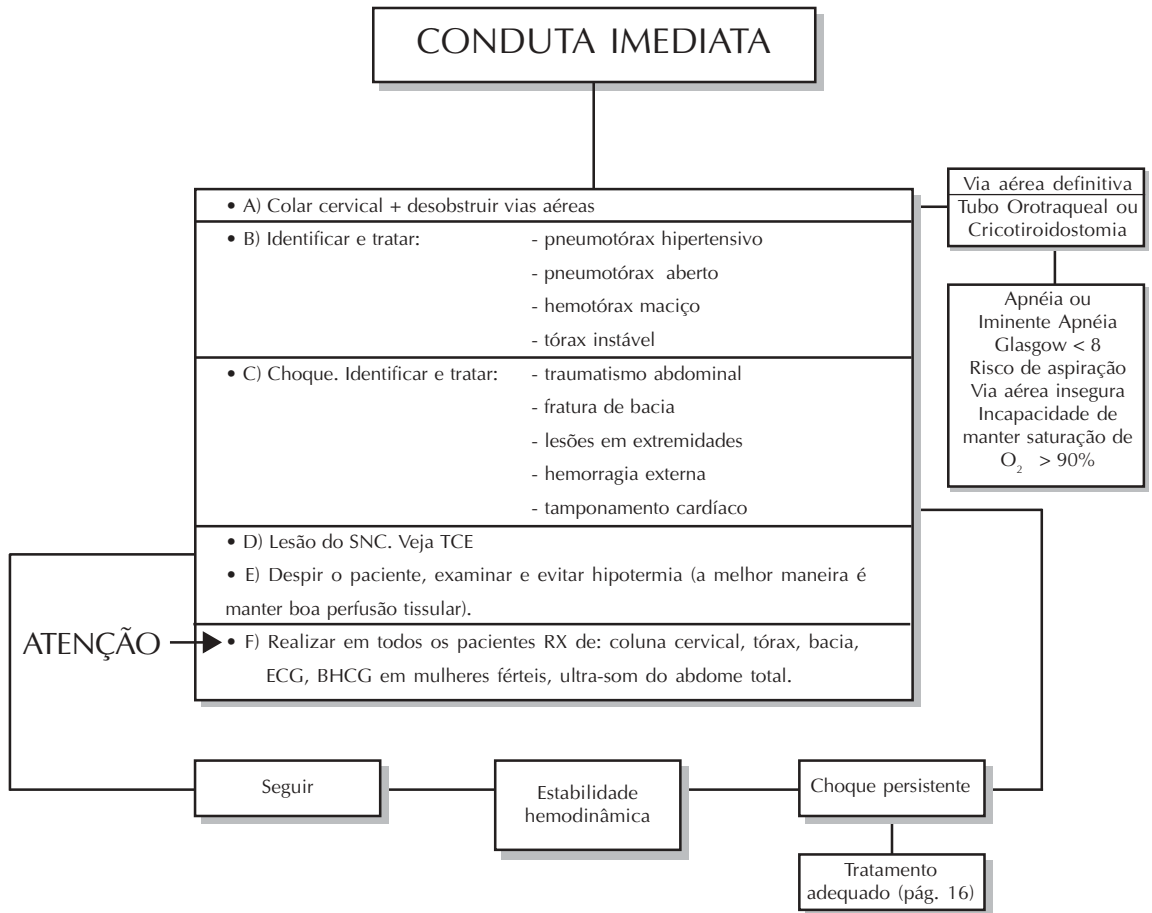 CONDUTA IMEDIATA
• A) Colar cervical + desobstruir vias aéreas
• B) Identificar e tratar: - pneumotórax hipertensivo
- pneumotórax aberto
- hemotórax maciço
- tórax instável
• C) Choque. Identificar e tratar: - traumatismo abdominal
- fratura de bacia
- lesões em extremidades
- hemorragia externa
- tamponamento cardíaco
• D) Lesão do SNC. Veja TCE
• E) Despir o paciente, examinar e evitar hipotermia (a melhor maneira é
manter boa perfusão tissular).
ATENÇÃO
• F) Realizar em todos os pacientes RX de: coluna cervical, tórax, bacia,
ECG, BHCG em mulheres férteis, ultra-som do abdome total.
Via aérea definitiva
Tubo Orotraqueal ou
Cricotiroidostomia
Apnéia ou
Iminente Apnéia
Glasgow < 8
Risco de aspiração
Via aérea insegura
Incapacidade de
manter saturação de
O₂ > 90%
Seguir
Estabilidade
hemodinâmica
Choque persistente
Tratamento
adequado (pág. 16)